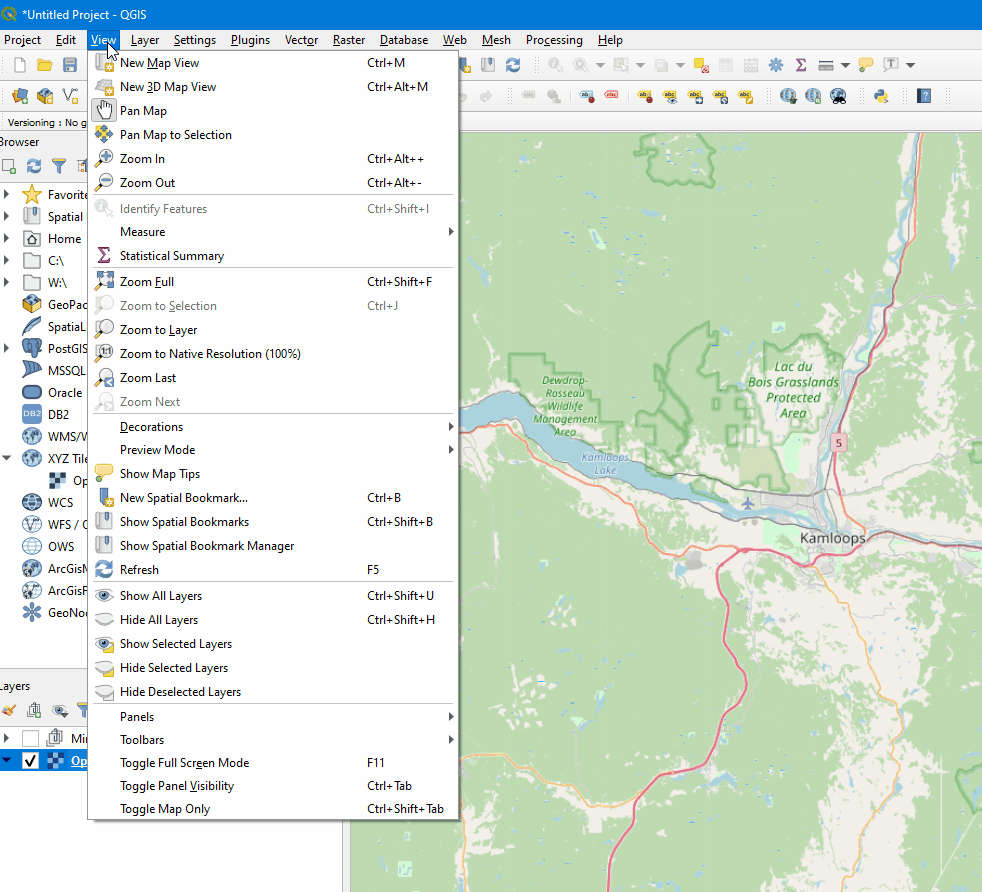 *Untitled Project - QGIS
Project Edit View Layer Settings Plugins Vector Raster Database Web Mesh Processing Help
New Map View Ctrl+M
New 3D Map View Ctrl+Alt+M
Pan Map
Pan Map to Selection
Zoom In Ctrl+Alt++
Zoom Out Ctrl+Alt+-
Identify Features Ctrl+Shift+I
Measure
Statistical Summary
Zoom Full Ctrl+Shift+F
Zoom to Selection Ctrl+J
Zoom to Layer
Zoom to Native Resolution (100%)
Zoom Last
Zoom Next
Decorations
Preview Mode
Show Map Tips
New Spatial Bookmark... Ctrl+B
Show Spatial Bookmarks Ctrl+Shift+B
Show Spatial Bookmark Manager
Refresh F5
Show All Layers Ctrl+Shift+U
Hide All Layers Ctrl+Shift+H
Show Selected Layers
Hide Selected Layers
Hide Deselected Layers
Panels
Toolbars
Toggle Full Screen Mode F11
Toggle Panel Visibility Ctrl+Tab
Toggle Map Only Ctrl+Shift+Tab
Versioning : No g
Browser
Favorite
Spatial
Home
C:\
W:\
GeoPac
SpatiaL
PostGIS
MSSQL
Oracle
DB2
DB2
WMS/W
XYZ Tile
Op
WCS
WFS / O
OWS
ArcGisM
ArcGisF
GeoNod
Layers
Min
Op
Lac du
Bois Grasslands
Protected
Area
Dewdrop-
Rosseau
Wildlife
Management
Area
5
Kamloops
Lake
Kamloops